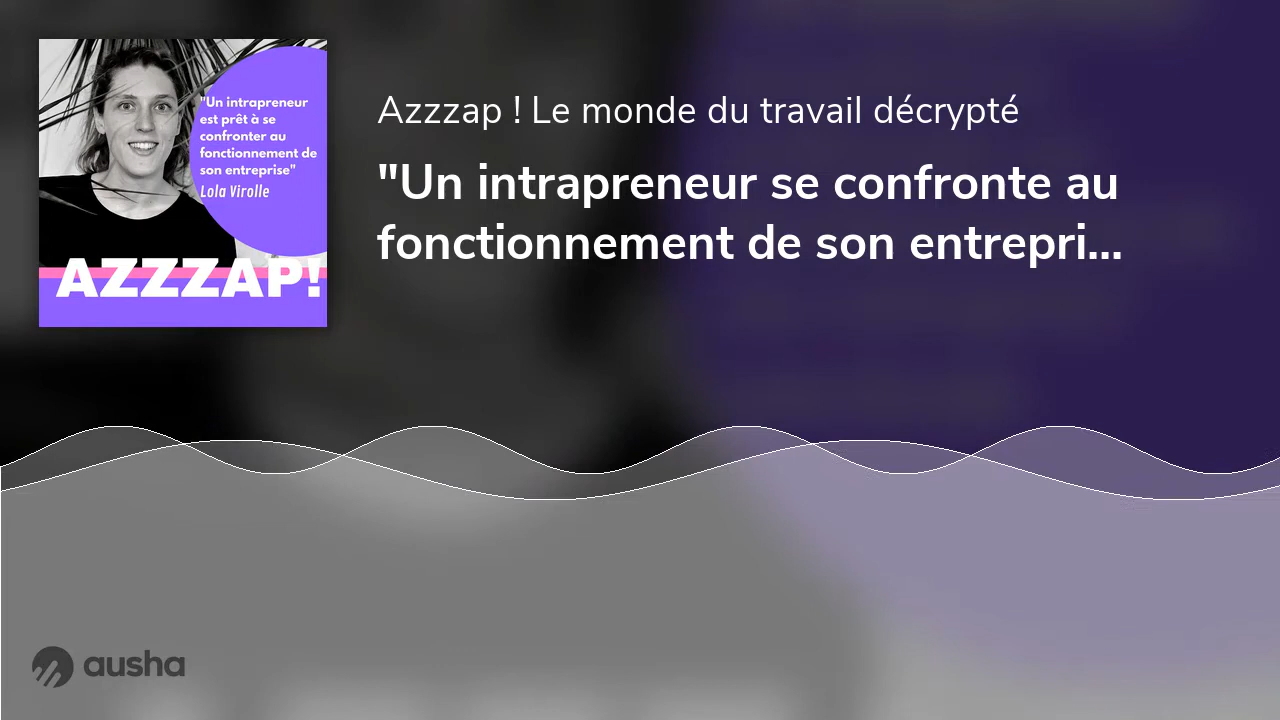 "Un intrapreneur
est prêt à se
confronter au
fonctionnement de
son entreprise"
Lola Virolle
AZZZAP!
Azzzap ! Le monde du travail décrypté
"Un intrapreneur se confronte au
fonctionnement de son entrepri...
ausha